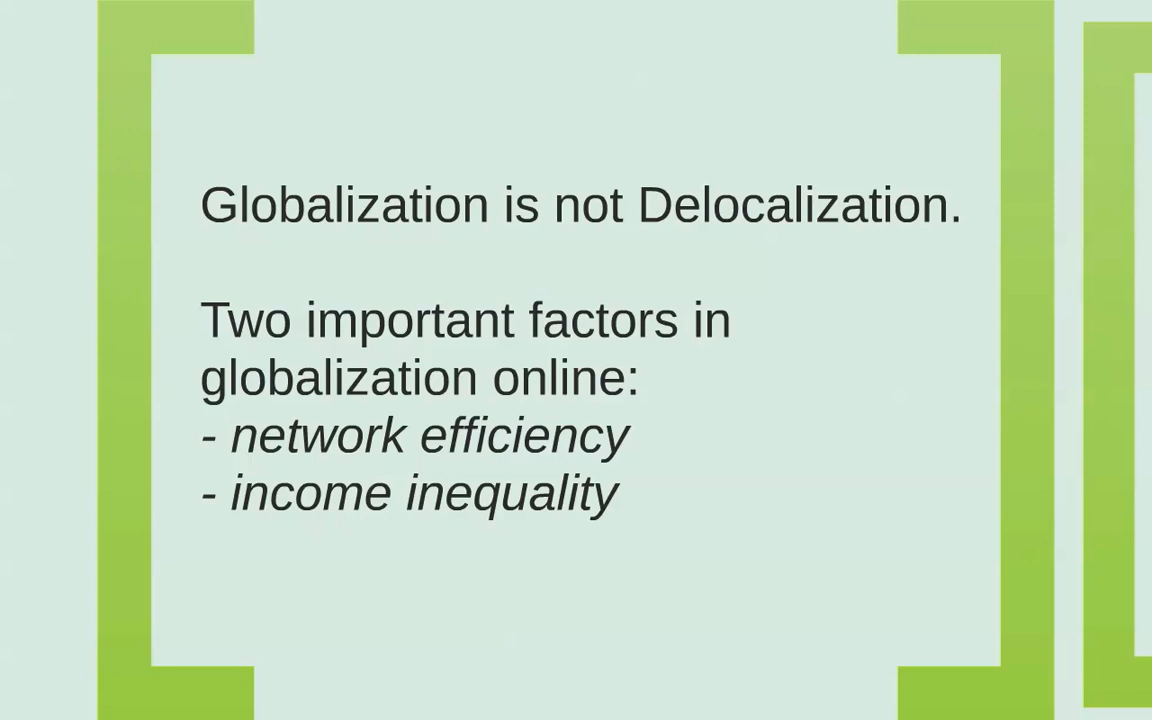 Globalization is not Delocalization.
Two important factors in
globalization online:
- network efficiency
- income inequality